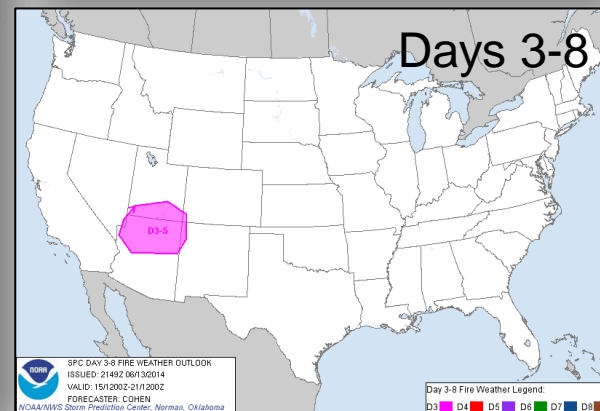 Days 3-8
D3-5
NOAA
SPC DAY 3-8 FIRE WEATHER OUTLOOK
ISSUED: 2149Z 06/13/2014
VALID: 15/1200Z-21/1200Z
FORECASTER: COHEN
NOAA/NWS Storm Prediction Center, Norman, Oklahoma
Day 3-8 Fire Weather Legend:
D3 D4 D5 D6 D7 D8